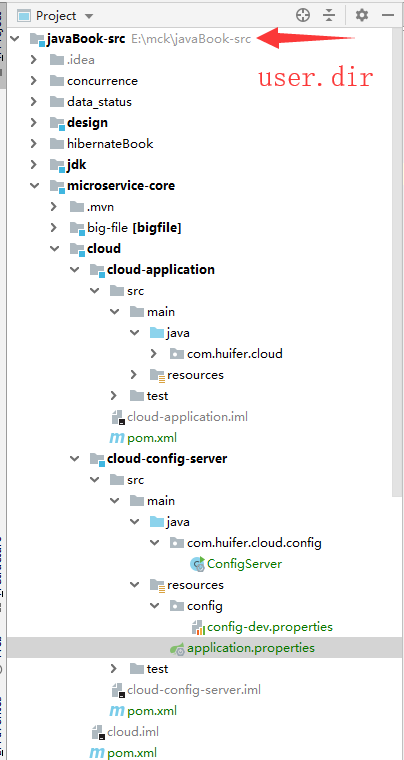 Project
javaBook-src E:\mck\javaBook-src
user.dir
.idea
concurrence
data_status
design
hibernateBook
jdk
microservice-core
.mvn
big-file [bigfile]
cloud
cloud-application
src
main
java
com.huifer.cloud
resources
test
cloud-application.iml
pom.xml
cloud-config-server
src
main
java
com.huifer.cloud.config
ConfigServer
resources
config
config-dev.properties
application.properties
test
cloud-config-server.iml
pom.xml
cloud.iml
pom.xml